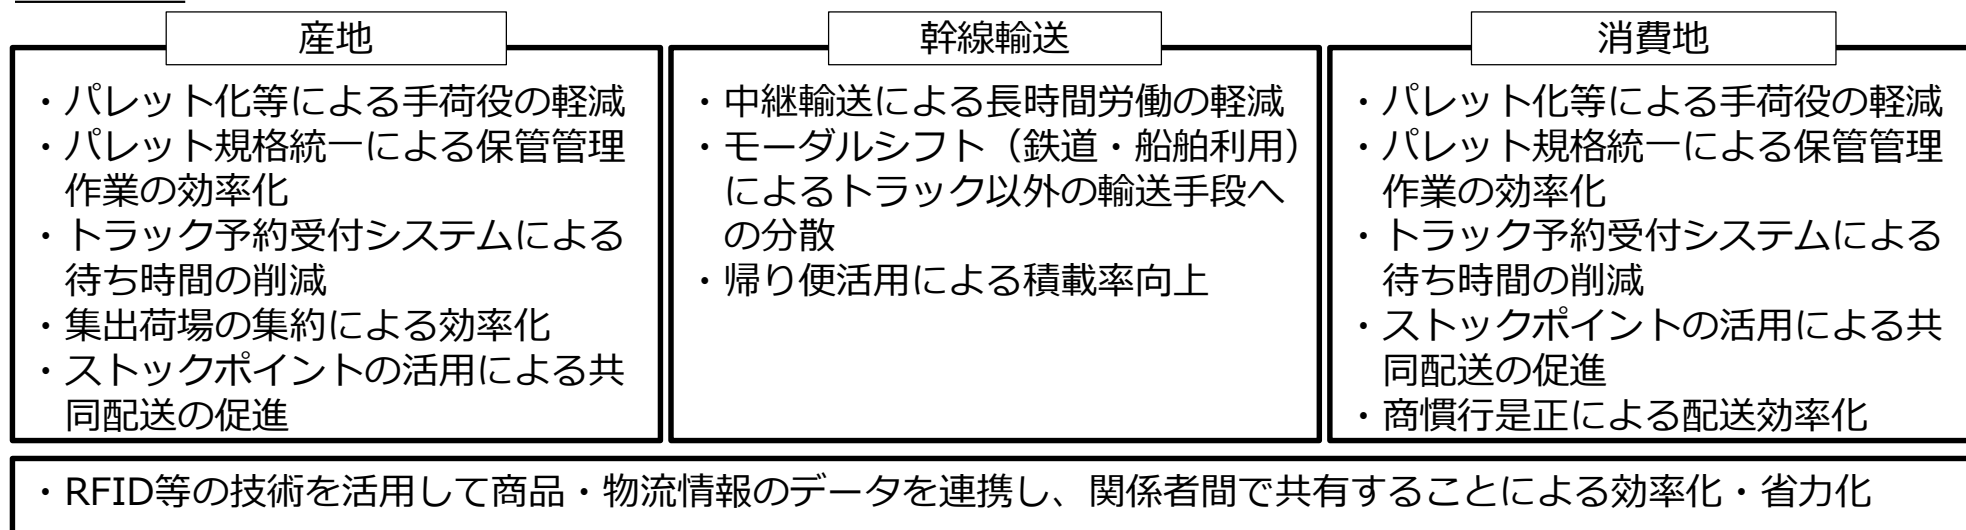 産地
・パレット化等による手荷役の軽減
・パレット規格統一による保管管理
作業の効率化
・トラック予約受付システムによる
待ち時間の削減
・集出荷場の集約による効率化
・ストックポイントの活用による共
同配送の促進
幹線輸送
・中継輸送による長時間労働の軽減
・モーダルシフト（鉄道・船舶利用）
によるトラック以外の輸送手段へ
の分散
・帰り便活用による積載率向上
消費地
・パレット化等による手荷役の軽減
・パレット規格統一による保管管理
作業の効率化
・トラック予約受付システムによる
待ち時間の削減
・ストックポイントの活用による共
同配送の促進
・商慣行是正による配送効率化
・RFID等の技術を活用して商品・物流情報のデータを連携し、関係者間で共有することによる効率化・省力化